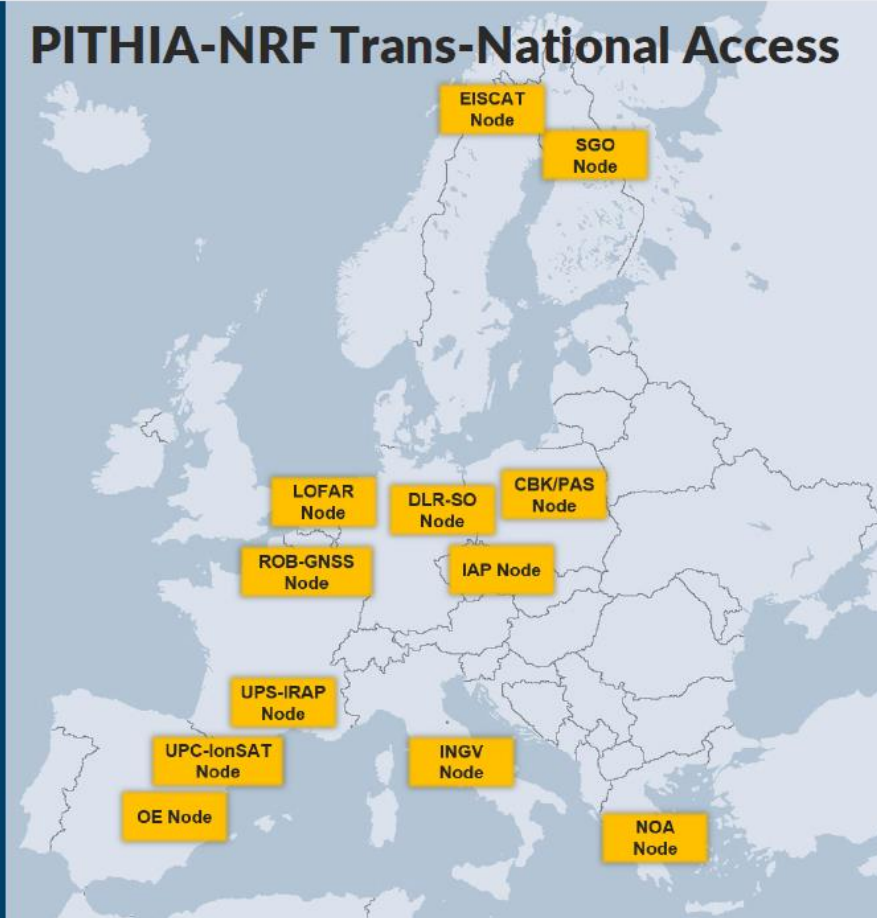 PITHIA-NRF Trans-National Access
EISCAT
Node
SGO
Node
LOFAR
Node
DLR-SO
Node
CBK/PAS
Node
ROB-GNSS
Node
IAP Node
UPS-IRAP
Node
UPC-IonSAT
Node
INGV
Node
OE Node
NOA
Node